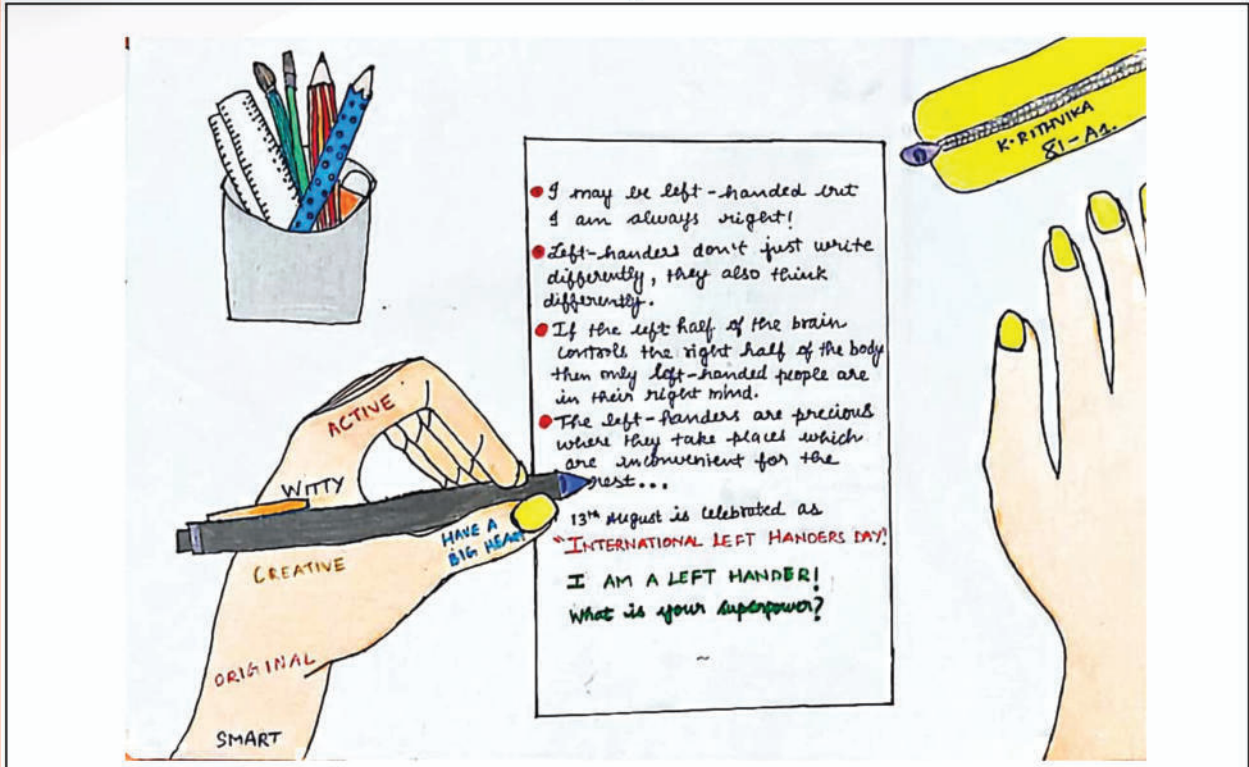 K. RITHVIKA
8I-A1.
• I may be left-handed but
I am always right!
• Left-handers don't just write
differently, they also think
differently.
• If the left half of the brain
controls the right half of the body
then only left-handed people are
in their right mind.
• The left-handers are precious
where they take places which
are inconvenient for the
rest...
13th August is celebrated as
"INTERNATIONAL LEFT HANDERS DAY!
I AM A LEFT HANDER!
What is your superpower?
~
ACTIVE
WITTY
HAVE A
BIG HEART
CREATIVE
ORIGINAL
SMART